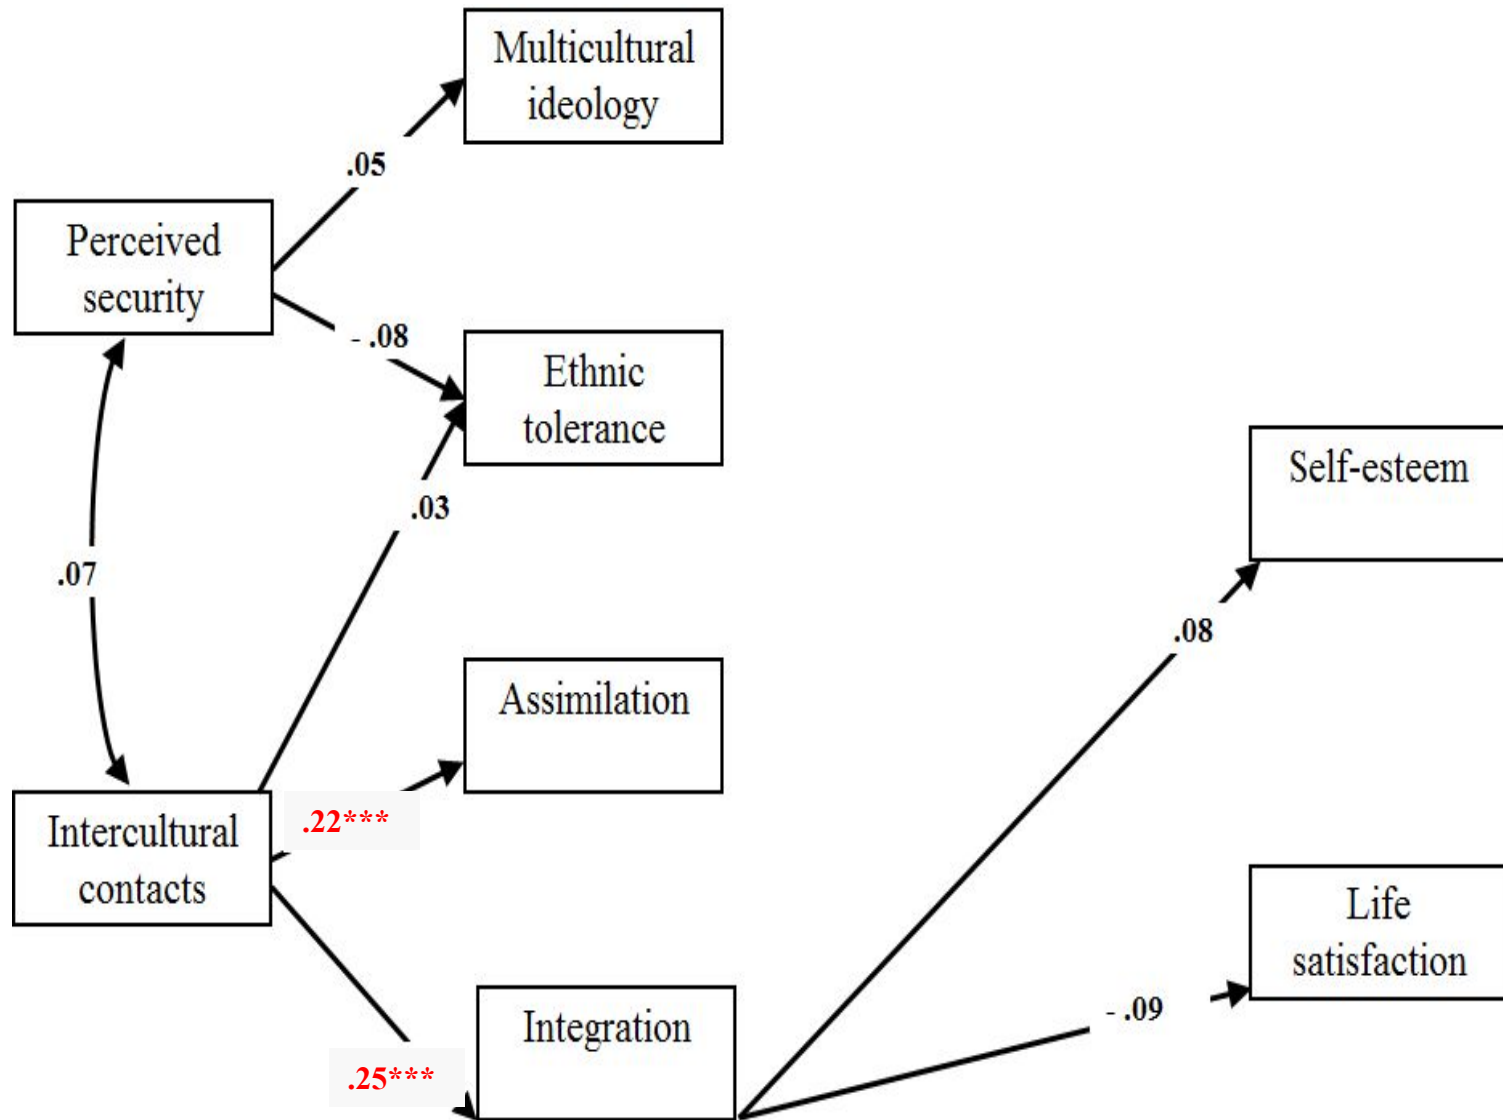 Multicultural
ideology
.05
Perceived
security
- .08
Ethnic
tolerance
.03
Self-esteem
.07
.08
Assimilation
Intercultural
contacts
.22***
Life
satisfaction
- .09
Integration
.25***